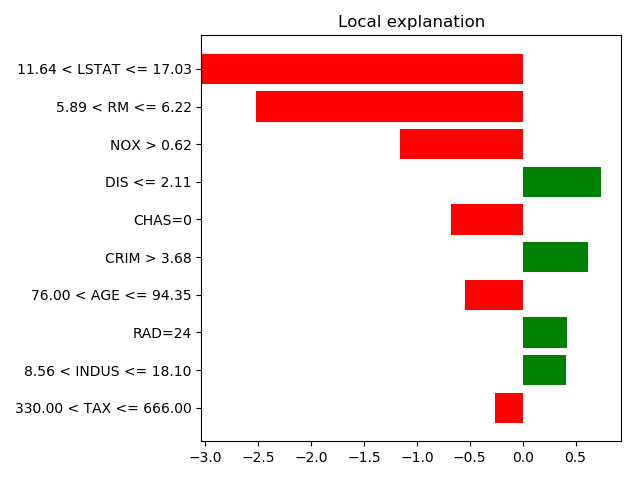 Local explanation
11.64 < LSTAT <= 17.03
5.89 < RM <= 6.22
NOX > 0.62
DIS <= 2.11
CHAS=0
CRIM > 3.68
76.00 < AGE <= 94.35
RAD=24
8.56 < INDUS <= 18.10
330.00 < TAX <= 666.00
−3.0 −2.5 −2.0 −1.5 −1.0 −0.5 0.0 0.5